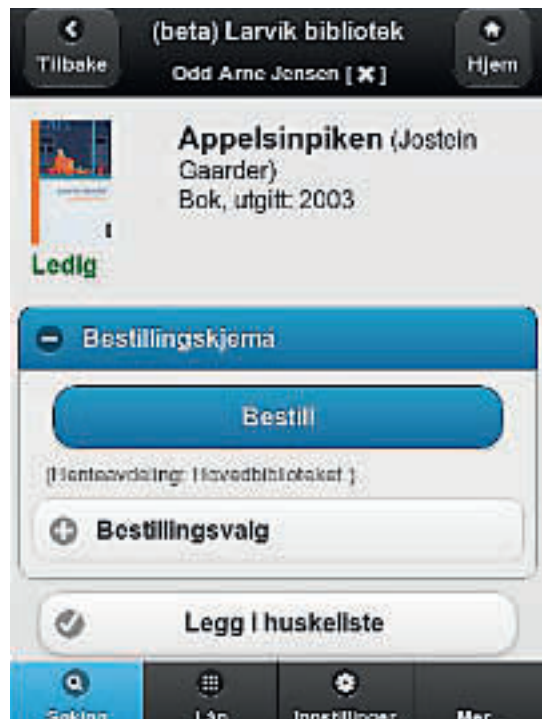 (beta) Larvik bibliotek
Tilbake
Hjem
Odd Arne Jensen [✖]
Appelsinpiken (Jostein
Gaarder)
Bok, utgitt: 2003
Ledig
Bestillingskjema
Bestill
(Henteavdeling: Hovedbiblioteket )
Bestillingsvalg
Legg i huskeliste
Søking
Lån
Innstillinger
Mer